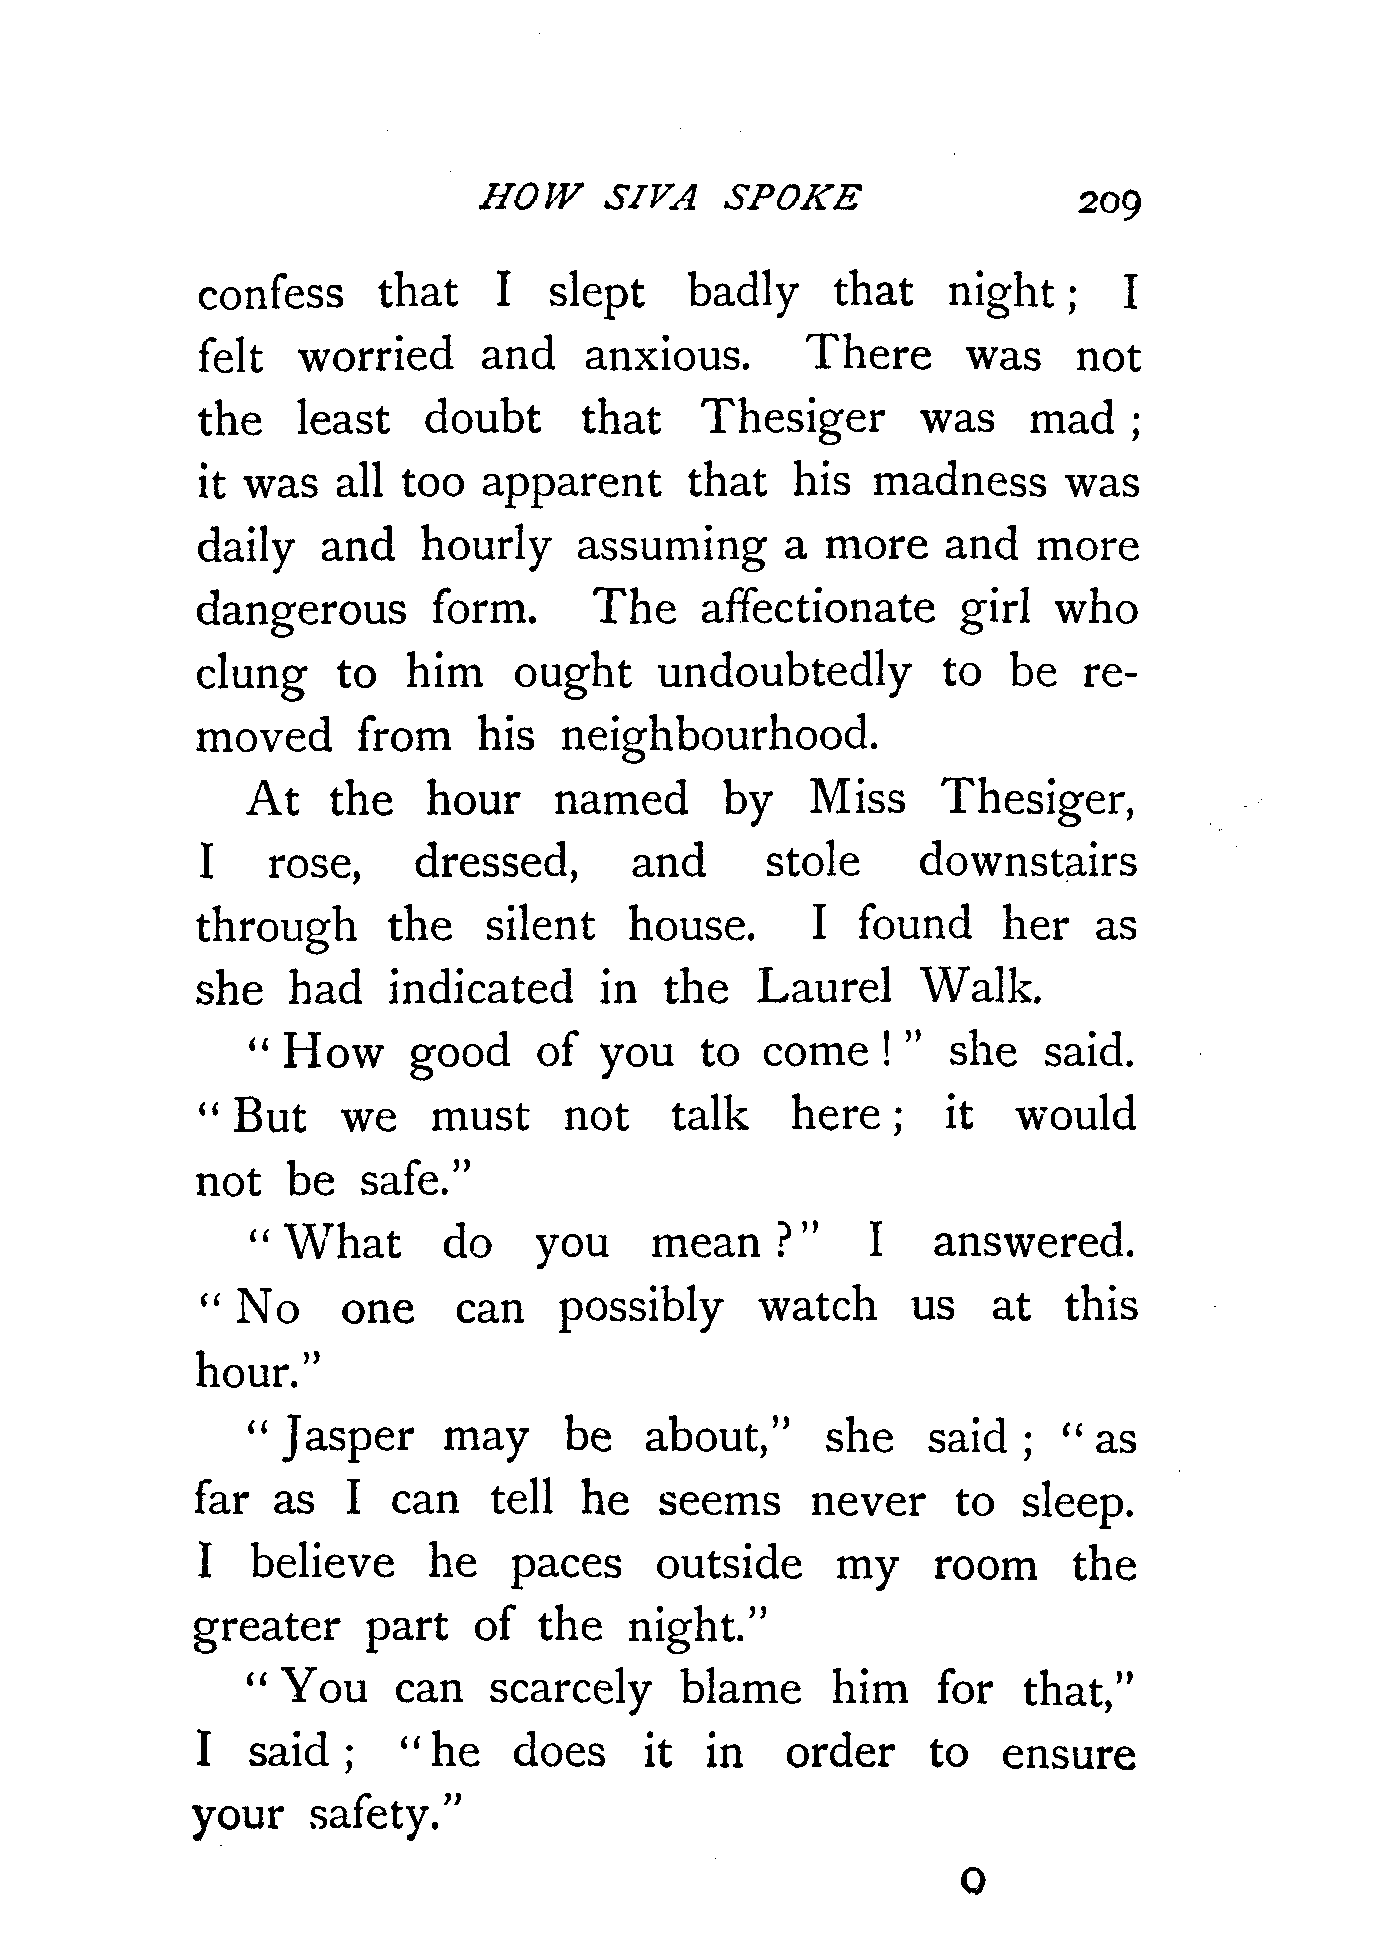 HOW SIVA SPOKE 209
confess that I slept badly that night; I
felt worried and anxious. There was not
the least doubt that Thesiger was mad;
it was all too apparent that his madness was
daily and hourly assuming a more and more
dangerous form. The affectionate girl who
clung to him ought undoubtedly to be re-
moved from his neighbourhood.
At the hour named by Miss Thesiger,
I rose, dressed, and stole downstairs
through the silent house. I found her as
she had indicated in the Laurel Walk.
"How good of you to come!" she said.
"But we must not talk here; it would
not be safe."
"What do you mean?" I answered.
"No one can possibly watch us at this
hour."
"Jasper may be about," she said; "as
far as I can tell he seems never to sleep.
I believe he paces outside my room the
greater part of the night."
"You can scarcely blame him for that,"
I said; "he does it in order to ensure
your safety."
O